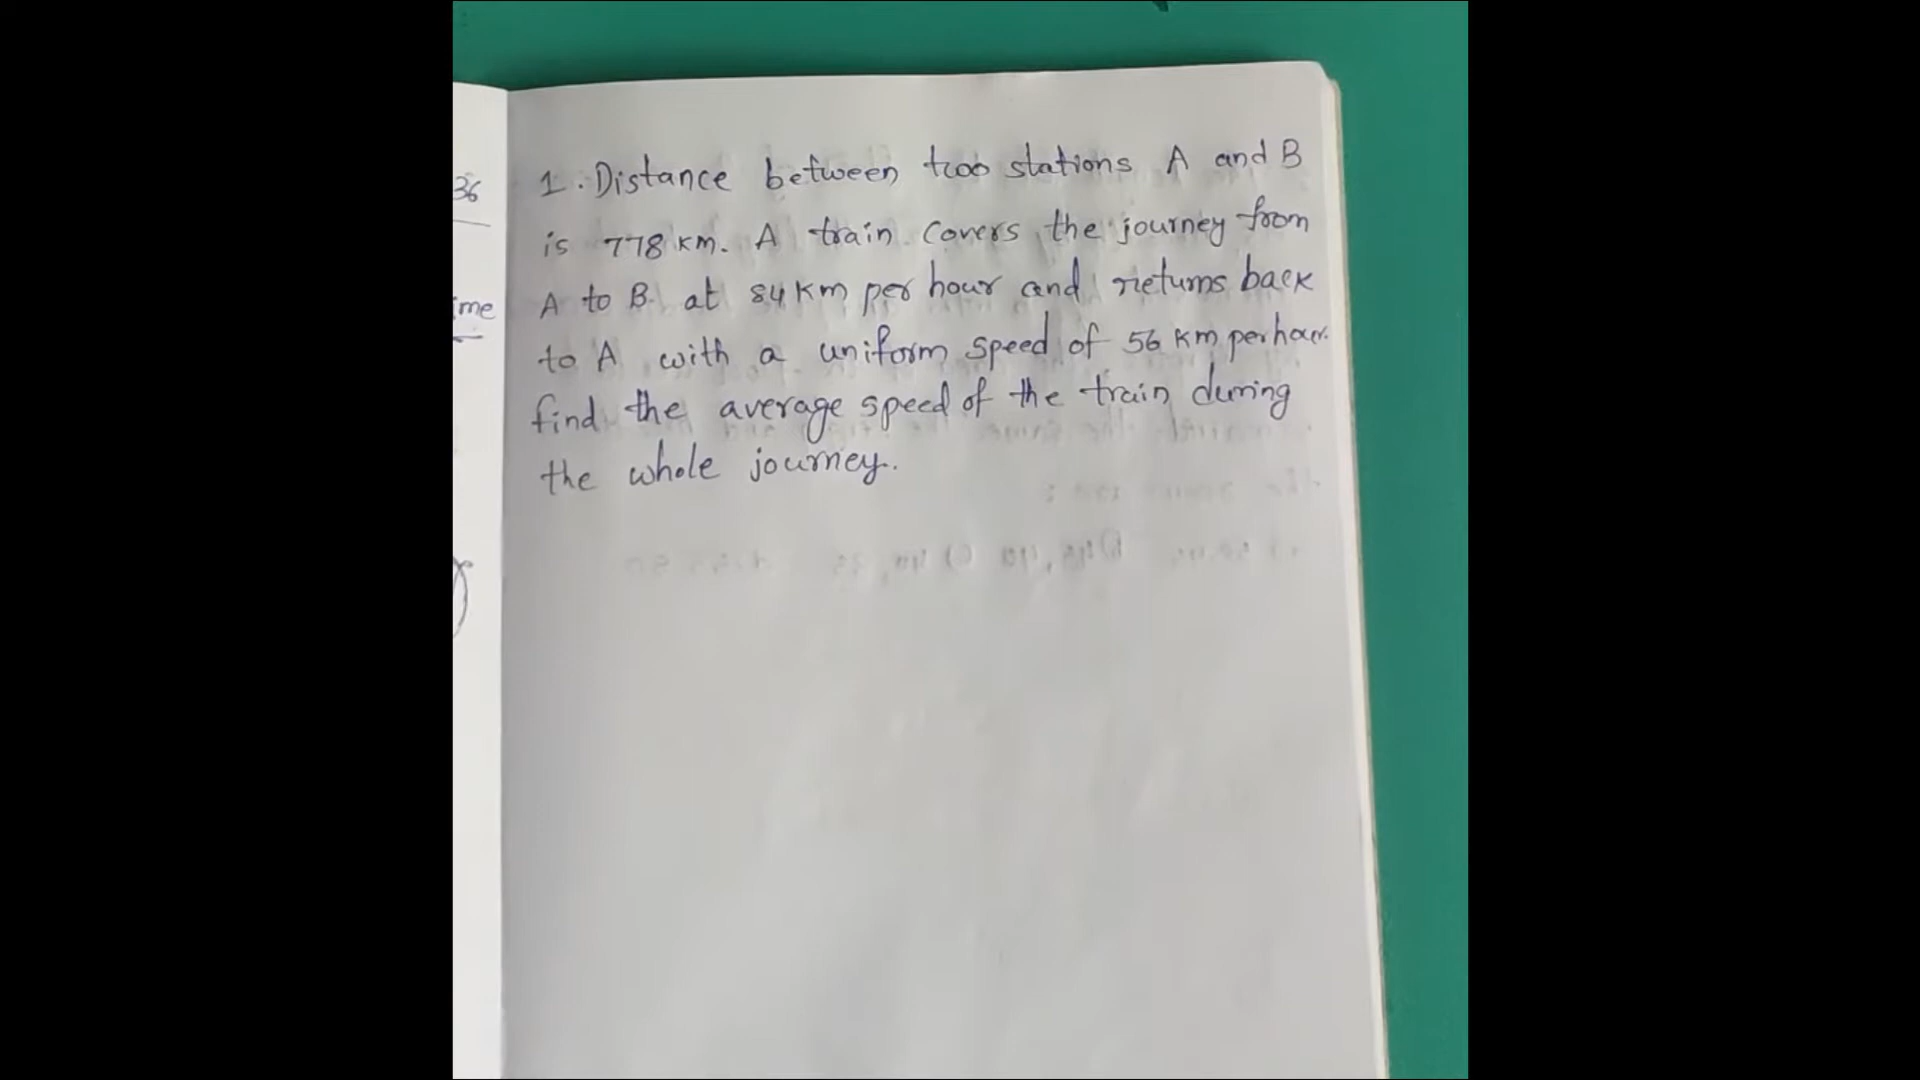 36
ime
1. Distance between two stations A and B
is 778 km. A train covers the journey from
A to B at 84 km per hour and returns back
to A with a uniform speed of 56 km per hour.
find the average speed of the train during
the whole journey.